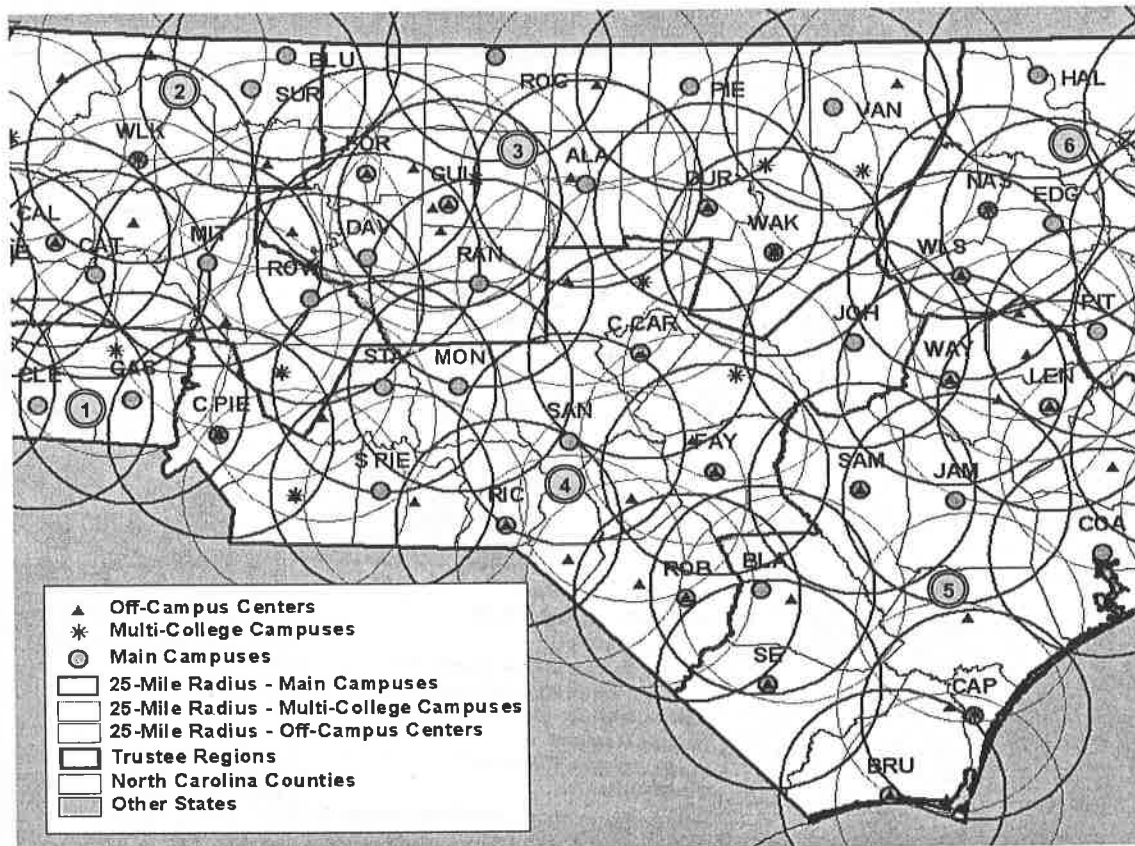 BLU
ROC
PIE
HAL
2
SUR
VAN
WLK
FOR
3
ALA
6
GUIL
DUR
NAS
EDG
CAL
CAT
MIT
DAV
RAN
WAK
WLS
ROW
PIT
C.CAR
JOH
STA
MON
WAY
LEN
CLE
GAS
1
C PIE
SAN
FAY
SAM
JAM
S PIE
RIC
4
COA
ROB
BLA
5
SE
CAP
BRU
Off-Campus Centers
Multi-College Campuses
Main Campuses
25-Mile Radius - Main Campuses
25-Mile Radius - Multi-College Campuses
25-Mile Radius - Off-Campus Centers
Trustee Regions
North Carolina Counties
Other States